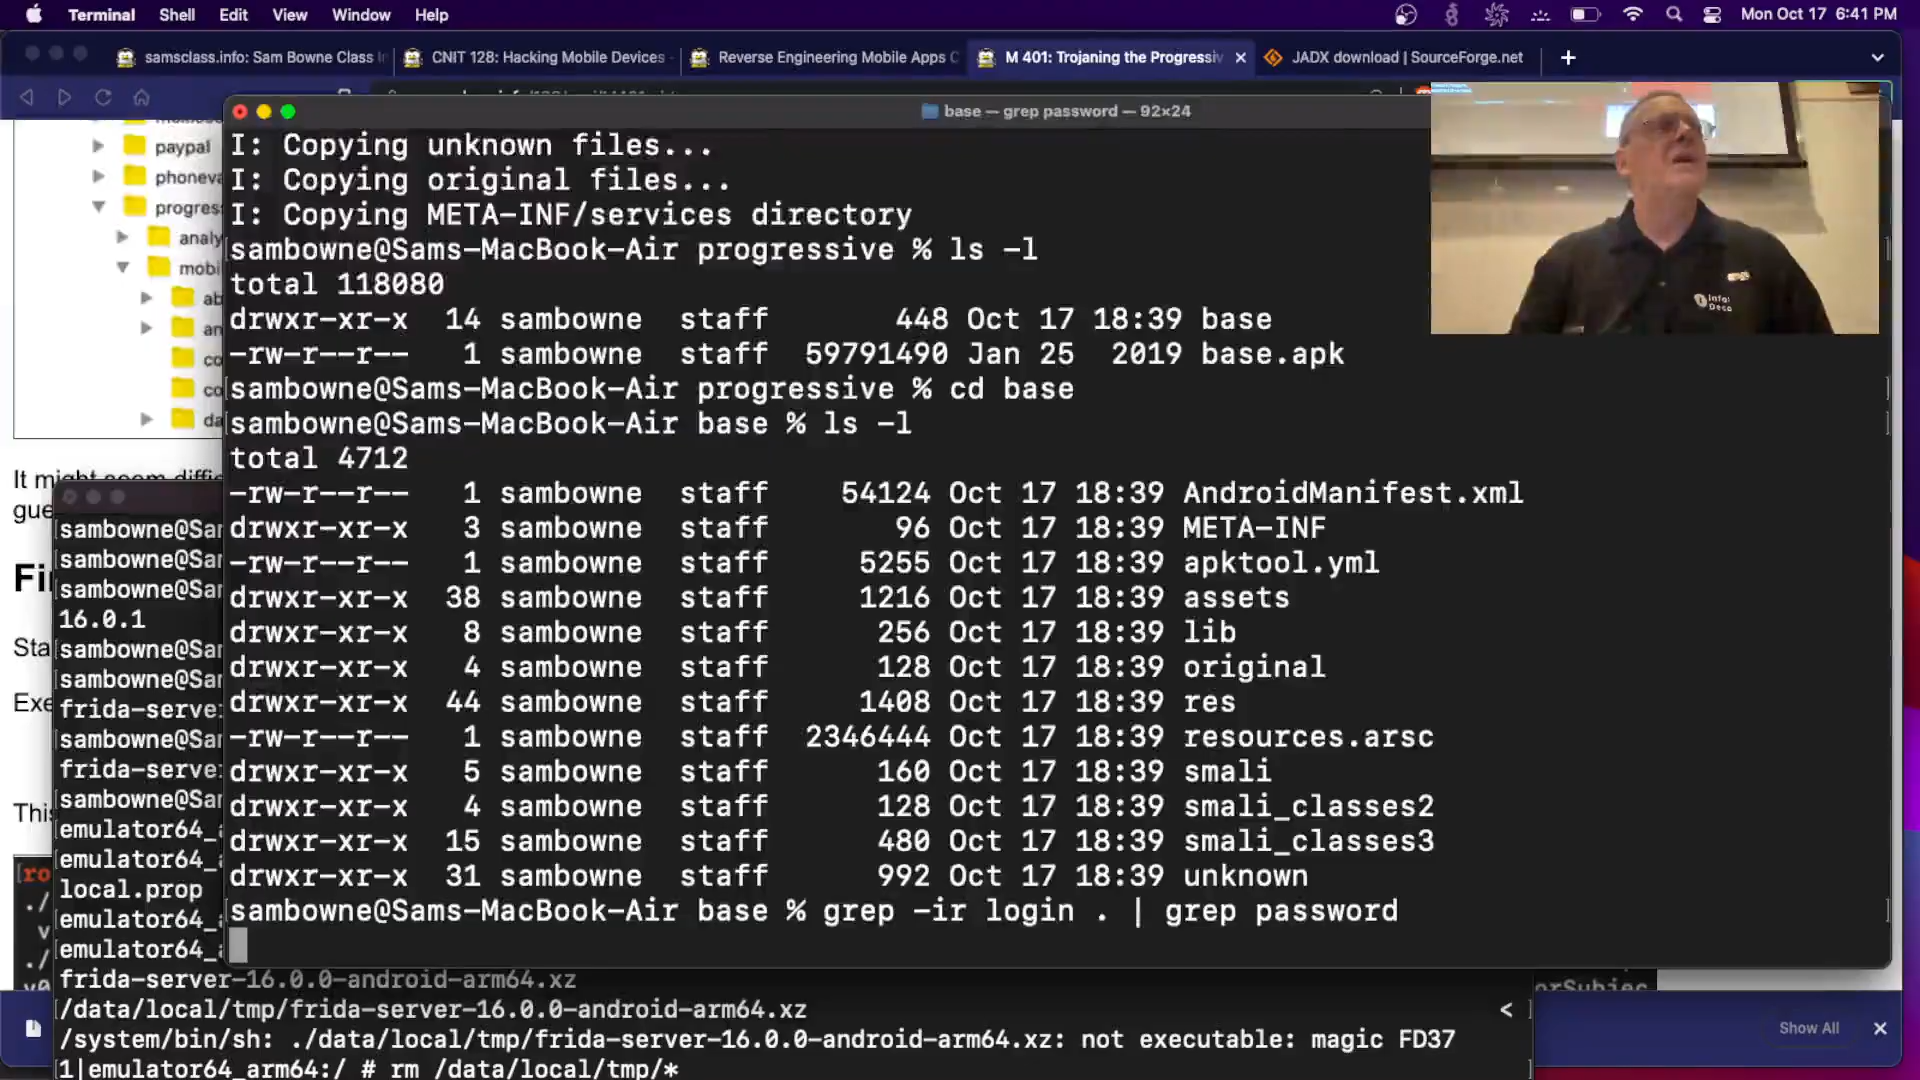 Terminal Shell Edit View Window Help Mon Oct 17 6:41 PM
samsclass.info: Sam Bowne Class In
CNIT 128: Hacking Mobile Devices
Reverse Engineering Mobile Apps C
M 401: Trojaning the Progressiv
JADX download | SourceForge.net
base — grep password — 92×24
I: Copying unknown files...
I: Copying original files...
I: Copying META-INF/services directory
sambowne@Sams-MacBook-Air progressive % ls -l
total 118080
drwxr-xr-x 14 sambowne staff 448 Oct 17 18:39 base
-rw-r--r-- 1 sambowne staff 59791490 Jan 25 2019 base.apk
sambowne@Sams-MacBook-Air progressive % cd base
sambowne@Sams-MacBook-Air base % ls -l
total 4712
-rw-r--r-- 1 sambowne staff 54124 Oct 17 18:39 AndroidManifest.xml
drwxr-xr-x 3 sambowne staff 96 Oct 17 18:39 META-INF
-rw-r--r-- 1 sambowne staff 5255 Oct 17 18:39 apktool.yml
drwxr-xr-x 38 sambowne staff 1216 Oct 17 18:39 assets
drwxr-xr-x 8 sambowne staff 256 Oct 17 18:39 lib
drwxr-xr-x 4 sambowne staff 128 Oct 17 18:39 original
drwxr-xr-x 44 sambowne staff 1408 Oct 17 18:39 res
-rw-r--r-- 1 sambowne staff 2346444 Oct 17 18:39 resources.arsc
drwxr-xr-x 5 sambowne staff 160 Oct 17 18:39 smali
drwxr-xr-x 4 sambowne staff 128 Oct 17 18:39 smali_classes2
drwxr-xr-x 15 sambowne staff 480 Oct 17 18:39 smali_classes3
drwxr-xr-x 31 sambowne staff 992 Oct 17 18:39 unknown
sambowne@Sams-MacBook-Air base % grep -ir login . | grep password
paypal
phoneva
progres
analy
mobi
ab
an
co
co
da
It might seem diffic
gue
Fi
Sta
Exe
This
sambowne@Sa
sambowne@Sa
sambowne@Sa
16.0.1
sambowne@Sa
sambowne@Sa
frida-serve
sambowne@Sa
frida-serve
sambowne@Sa
emulator64_
emulator64_
local.prop
emulator64_
emulator64_
frida-server-16.0.0-android-arm64.xz
/data/local/tmp/frida-server-16.0.0-android-arm64.xz <
/system/bin/sh: ./data/local/tmp/frida-server-16.0.0-android-arm64.xz: not executable: magic FD37
1|emulator64_arm64:/ # rm /data/local/tmp/*
[ro
./
v
./
orSubjec
Show All